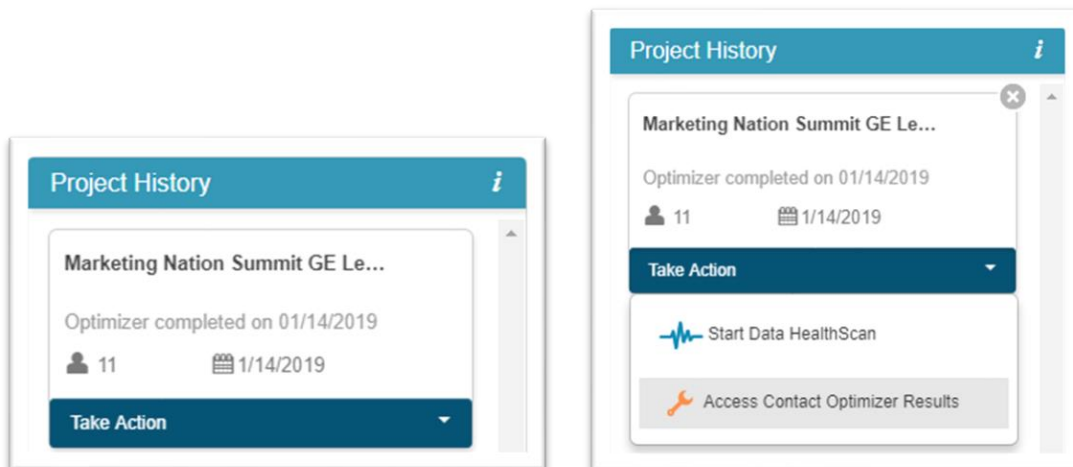 Project History i
Marketing Nation Summit GE Le...
Optimizer completed on 01/14/2019
11 1/14/2019
Take Action
Project History i
Marketing Nation Summit GE Le...
Optimizer completed on 01/14/2019
11 1/14/2019
Take Action
Start Data HealthScan
Access Contact Optimizer Results